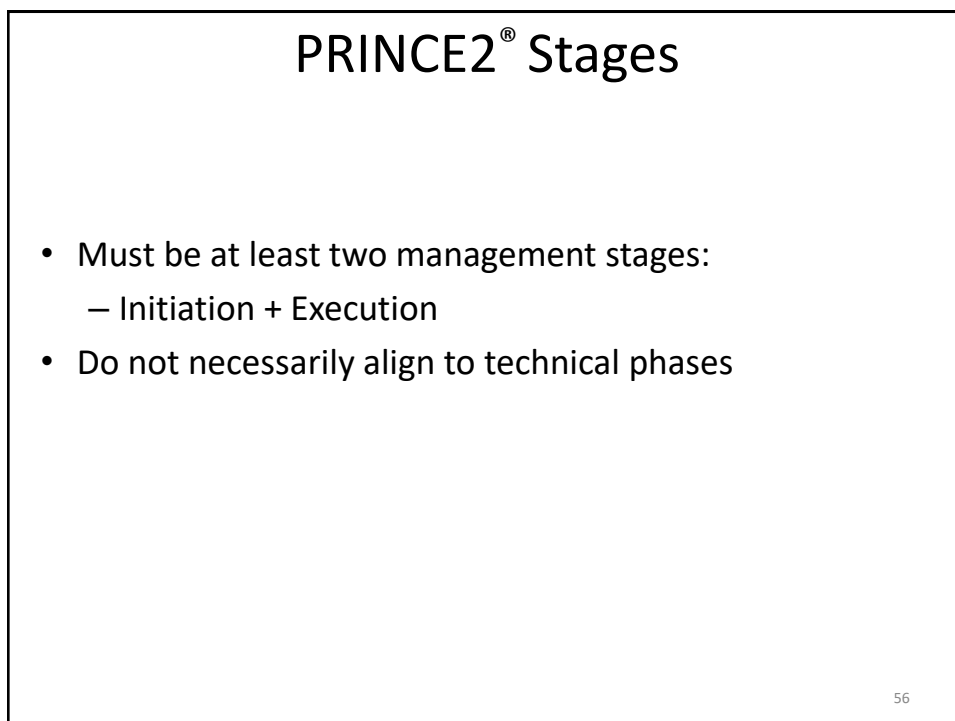 PRINCE2® Stages
• Must be at least two management stages:
– Initiation + Execution
• Do not necessarily align to technical phases
56